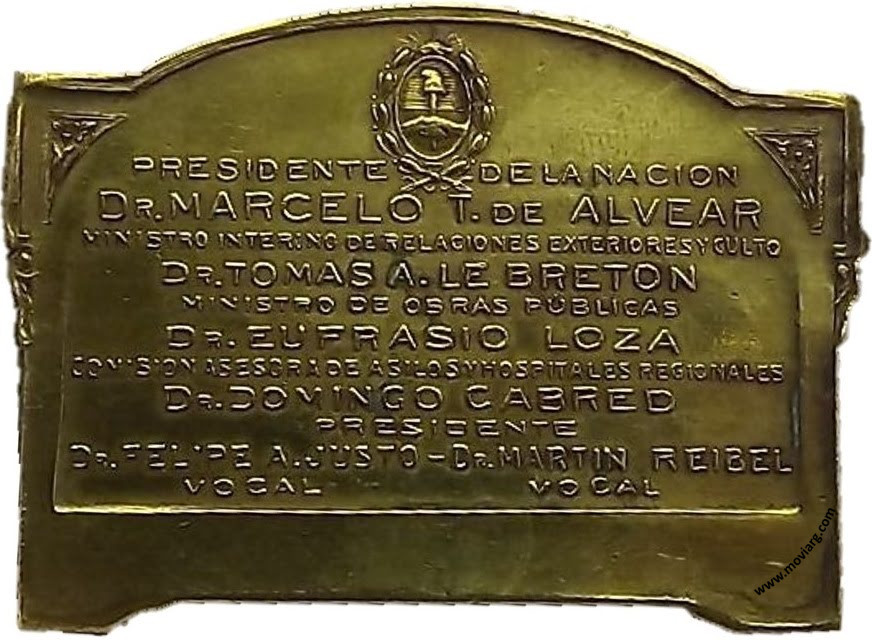 PRESIDENTE DE LA NACION
DR. MARCELO T. DE ALVEAR
MINISTRO INTERINO DE RELACIONES EXTERIORES Y CULTO
DR. TOMAS A. LE BRETON
MINISTRO DE OBRAS PÚBLICAS
DR. EUFRASIO LOZA
COMISION ASESORA DE ASILOS Y HOSPITALES REGIONALES
DR. DOMINGO CABRED
PRESIDENTE
DR. FELIPE A. JUSTO - DR. MARTIN REIBEL
VOCAL VOCAL
www.moviarg.com